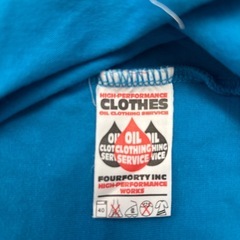 HIGH-PERFORMANCE
CLOTHES
OIL CLOTHING SERVICE
OIL
CLOTHING
SERVICE
FOURFORTY INC
HIGH-PERFORMANCE
WORKS
40